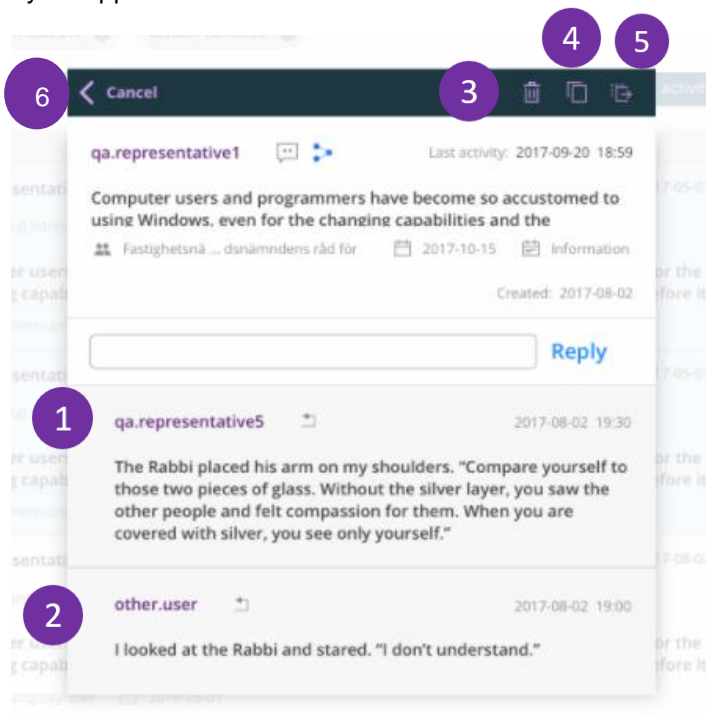 4 5
6 Cancel 3
qa.representative1 Last activity: 2017-09-20 18:59
Computer users and programmers have become so accustomed to
using Windows, even for the changing capabilities and the
Fastighetsnä ... dsnämndens råd för 2017-10-15 Information
Created: 2017-08-02
Reply
1 qa.representative5 2017-08-02 19:30
The Rabbi placed his arm on my shoulders. “Compare yourself to
those two pieces of glass. Without the silver layer, you saw the
other people and felt compassion for them. When you are
covered with silver, you see only yourself.”
2 other.user 2017-08-02 19:00
I looked at the Rabbi and stared. “I don’t understand.”